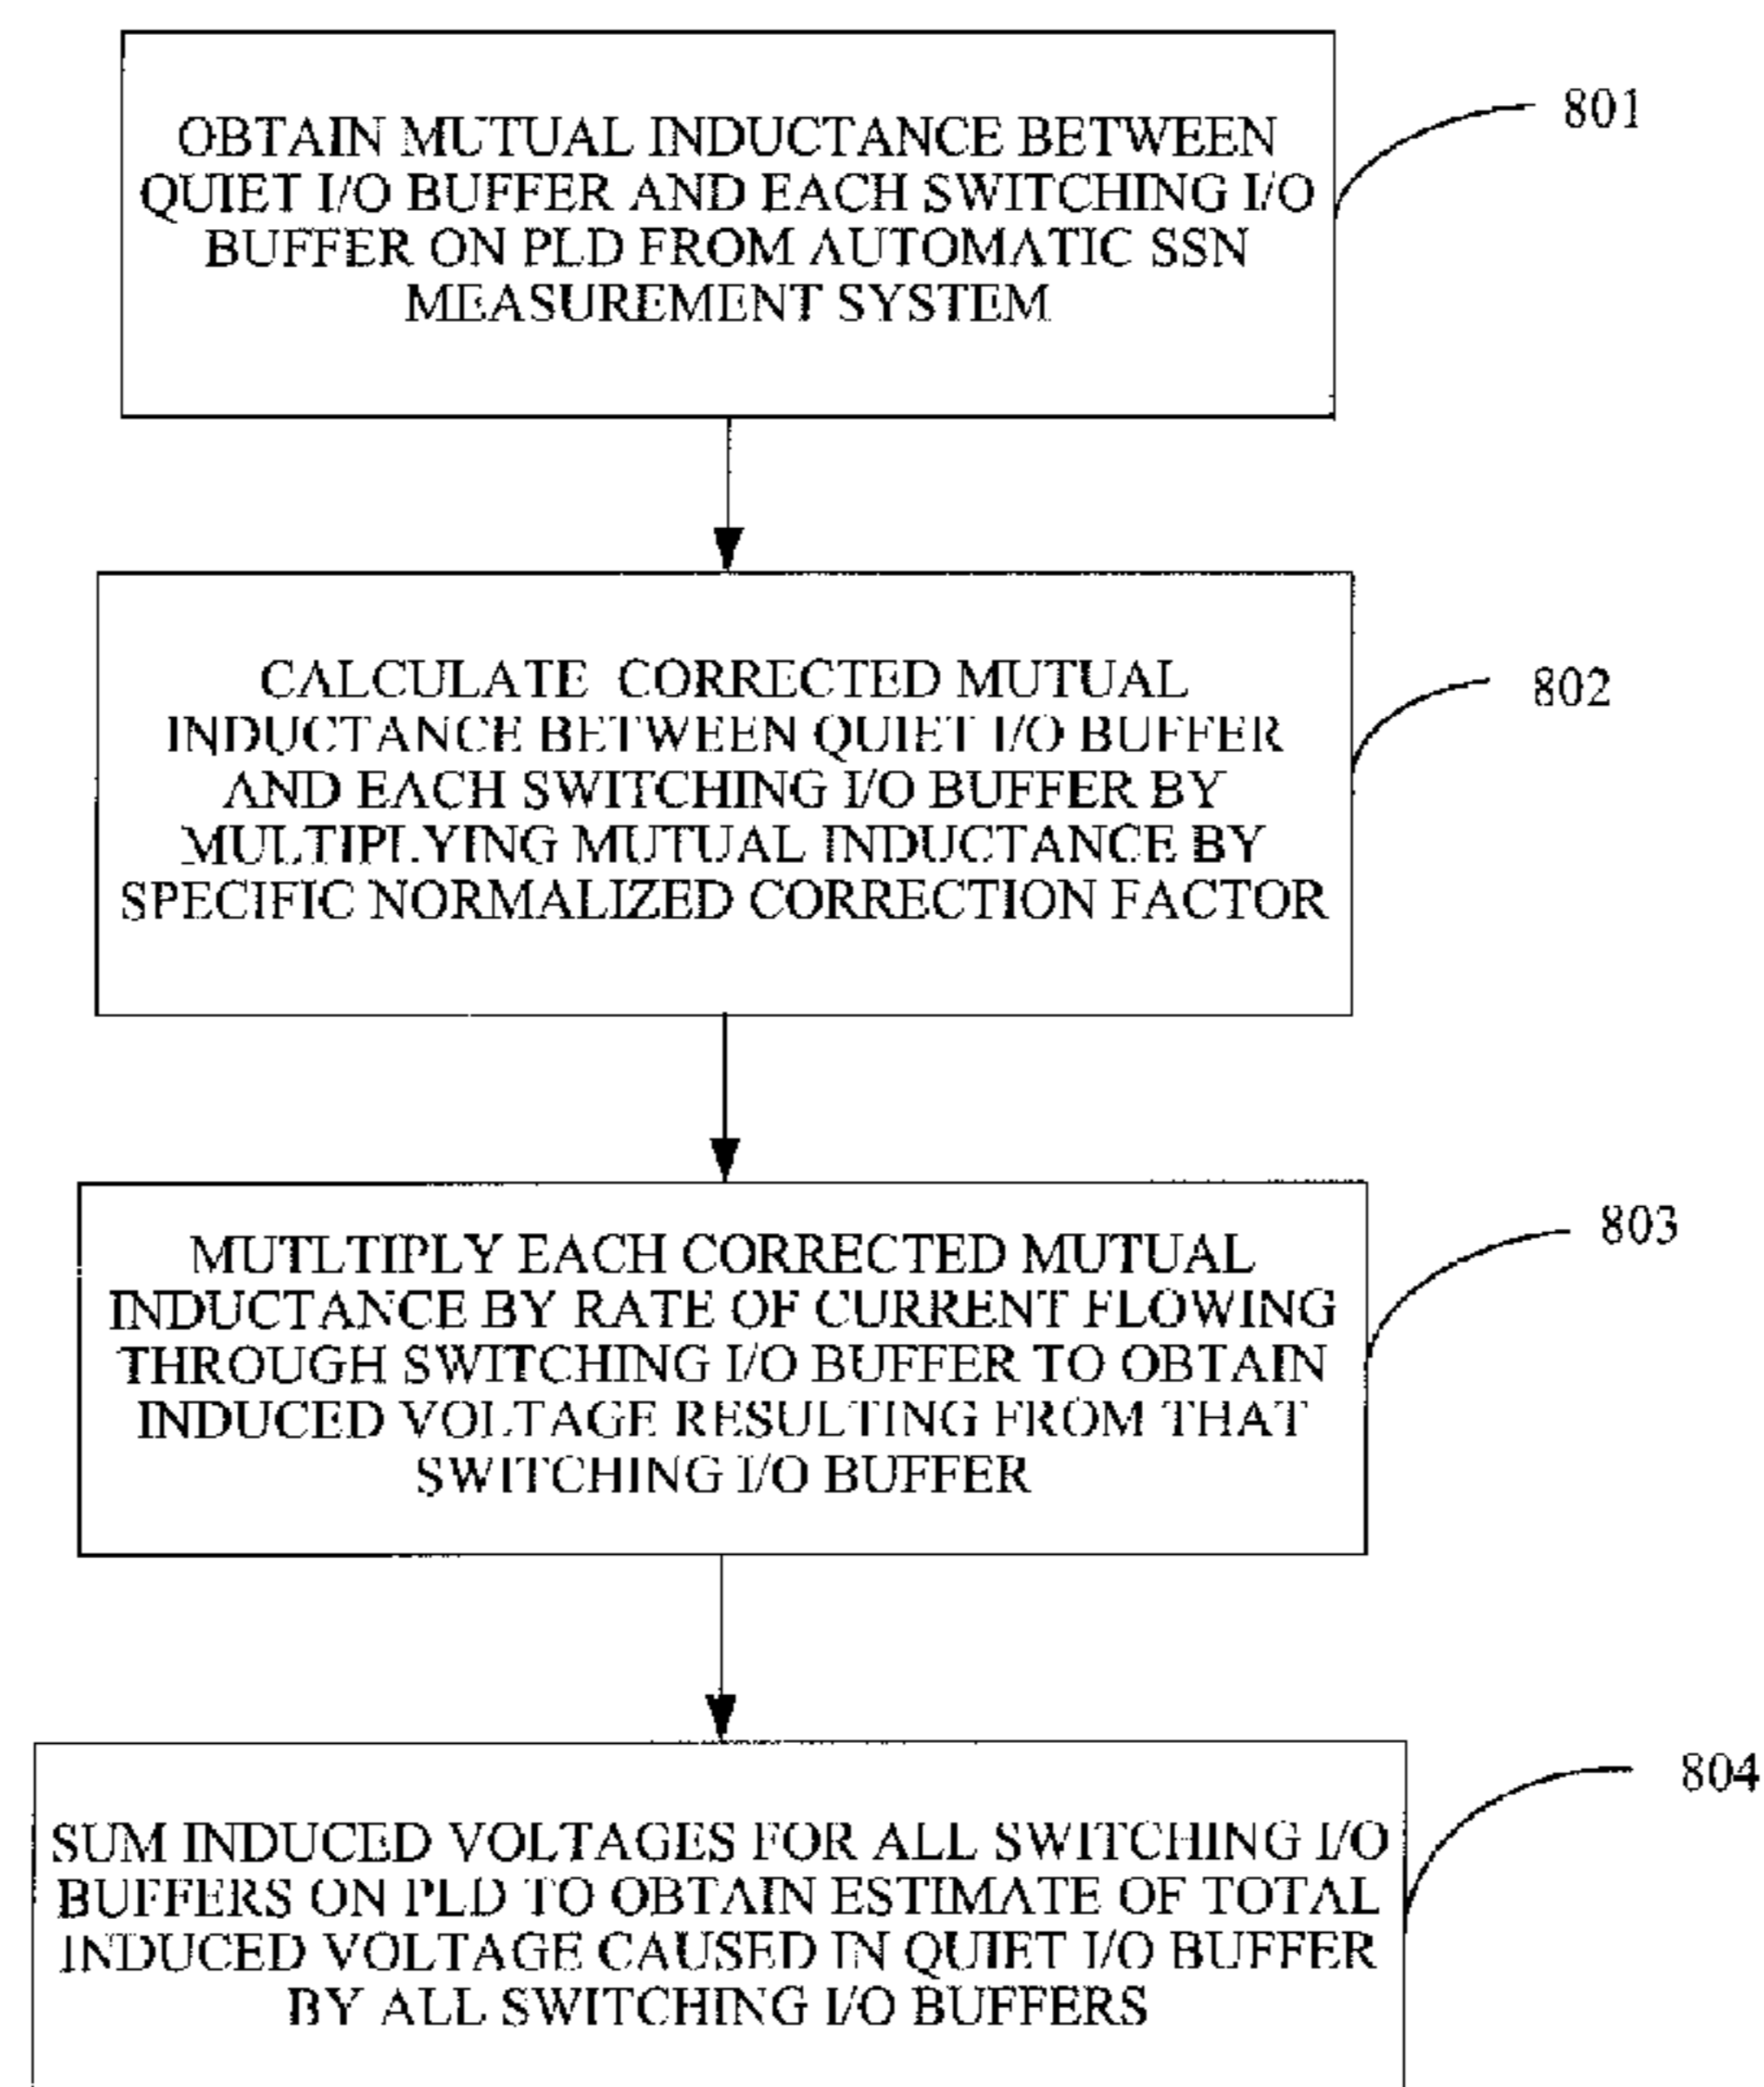 OBTAIN MUTUAL INDUCTANCE BETWEEN
QUIET I/O BUFFER AND EACH SWITCHING I/O
BUFFER ON PLD FROM AUTOMATIC SSN
MEASUREMENT SYSTEM
801
CALCULATE CORRECTED MUTUAL
INDUCTANCE BETWEEN QUIET I/O BUFFER
AND EACH SWITCHING I/O BUFFER BY
MULTIPLYING MUTUAL INDUCTANCE BY
SPECIFIC NORMALIZED CORRECTION FACTOR
802
MUTLTIPLY EACH CORRECTED MUTUAL
INDUCTANCE BY RATE OF CURRENT FLOWING
THROUGH SWITCHING I/O BUFFER TO OBTAIN
INDUCED VOLTAGE RESULTING FROM THAT
SWITCHING I/O BUFFER
803
SUM INDUCED VOLTAGES FOR ALL SWITCHING I/O
BUFFERS ON PLD TO OBTAIN ESTIMATE OF TOTAL
INDUCED VOLTAGE CAUSED IN QUIET I/O BUFFER
BY ALL SWITCHING I/O BUFFERS
804